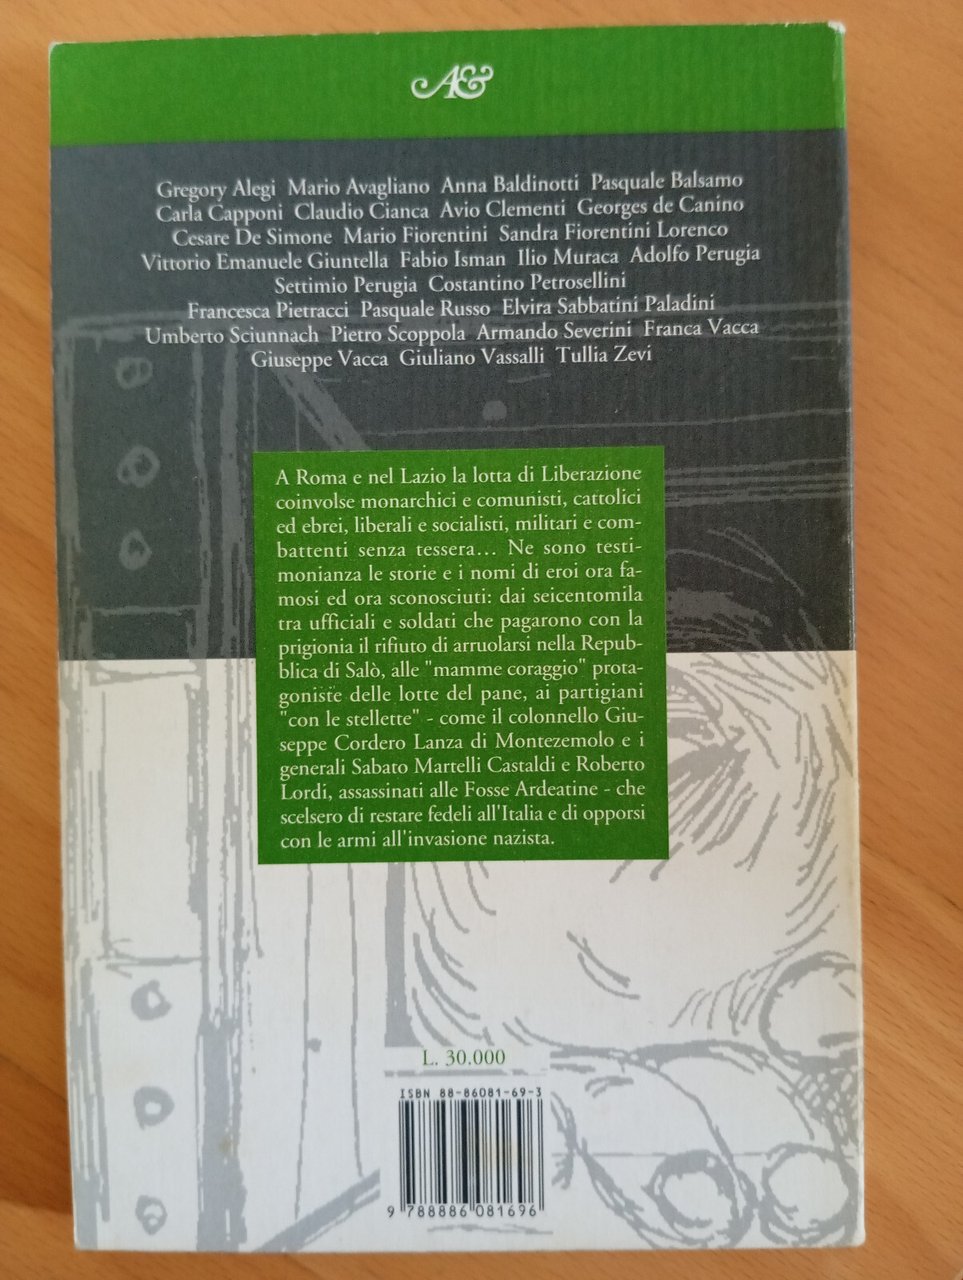 A&
Gregory Alegi Mario Avagliano Anna Baldinotti Pasquale Balsamo
Carla Capponi Claudio Cianca Avio Clementi Georges de Canino
Cesare De Simone Mario Fiorentini Sandra Fiorentini Lorenco
Vittorio Emanuele Giuntella Fabio Isman Ilio Muraca Adolfo Perugia
Settimio Perugia Costantino Petrosellini
Francesca Pietracci Pasquale Russo Elvira Sabbatini Paladini
Umberto Sciunnach Pietro Scoppola Armando Severini Franca Vacca
Giuseppe Vacca Giuliano Vassalli Tullia Zevi
A Roma e nel Lazio la lotta di Liberazione
coinvolse monarchici e comunisti, cattolici
ed ebrei, liberali e socialisti, militari e com-
battenti senza tessera... Ne sono testi-
monianza le storie e i nomi di eroi ora fa-
mosi ed ora sconosciuti: dai seicentomila
tra ufficiali e soldati che pagarono con la
prigionia il rifiuto di arruolarsi nella Repub-
blica di Salò, alle "mamme coraggio" prota-
goniste delle lotte del pane, ai partigiani
"con le stellette" - come il colonnello Giu-
seppe Cordero Lanza di Montezemolo e i
generali Sabato Martelli Castaldi e Roberto
Lordi, assassinati alle Fosse Ardeatine - che
scelsero di restare fedeli all'Italia e di opporsi
con le armi all'invasione nazista.
L. 30.000
ISBN 88-86081-69-3
9 788886 081696